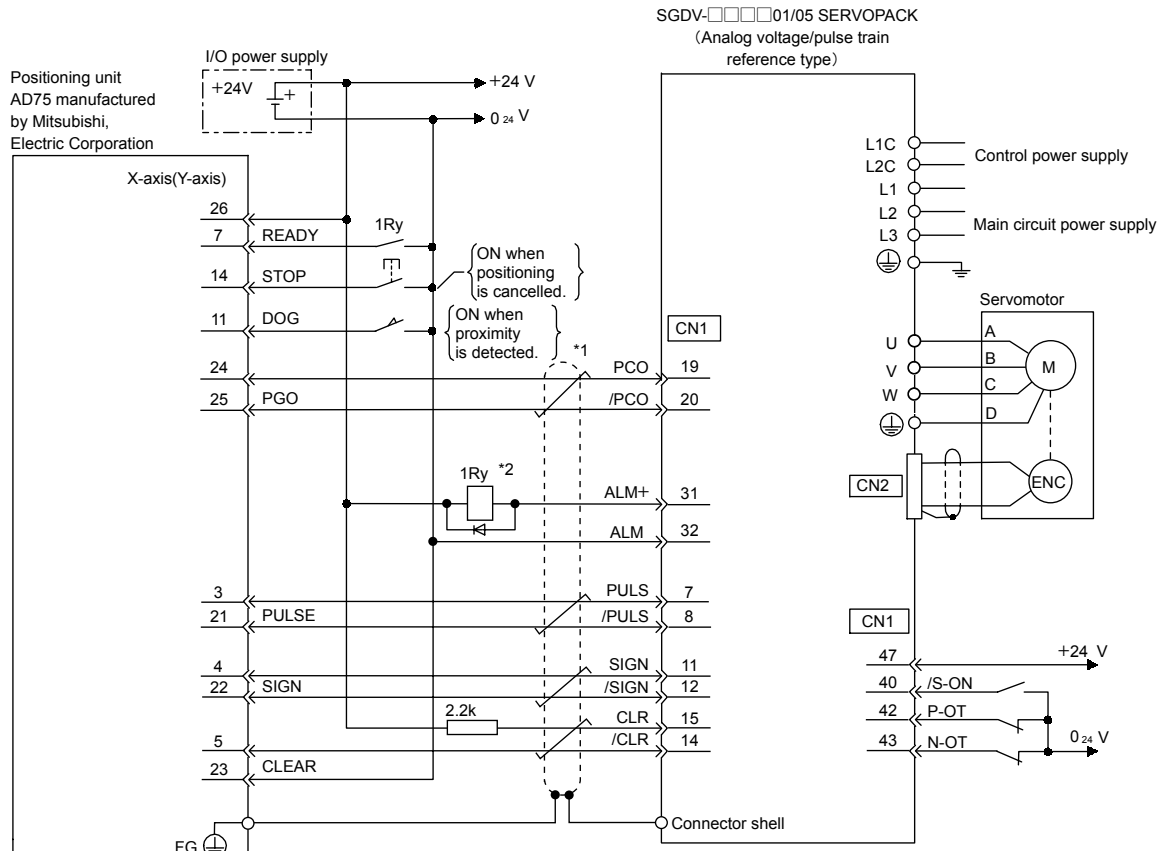 SGDV-□□□□01/05 SERVOPACK
(Analog voltage/pulse train
reference type)
I/O power supply
+24V
+
+24 V
0 24 V
Positioning unit
AD75 manufactured
by Mitsubishi,
Electric Corporation
X-axis(Y-axis)
26
7 READY 1Ry
14 STOP
ON when
positioning
is cancelled.
11 DOG
ON when
proximity
is detected.
*1
CN1
24 PCO 19
25 PGO /PCO 20
1Ry *2
ALM+ 31
ALM 32
3 PULS 7
21 PULSE /PULS 8
4 SIGN 11
22 SIGN /SIGN 12
2.2k CLR 15
5 /CLR 14
23 CLEAR
Connector shell
FG
L1C
L2C
Control power supply
L1
L2
L3
Main circuit power supply
Servomotor
U A
V B
W C
D
M
CN2
ENC
CN1
47 +24 V
40 /S-ON
42 P-OT
43 N-OT 0 24 V